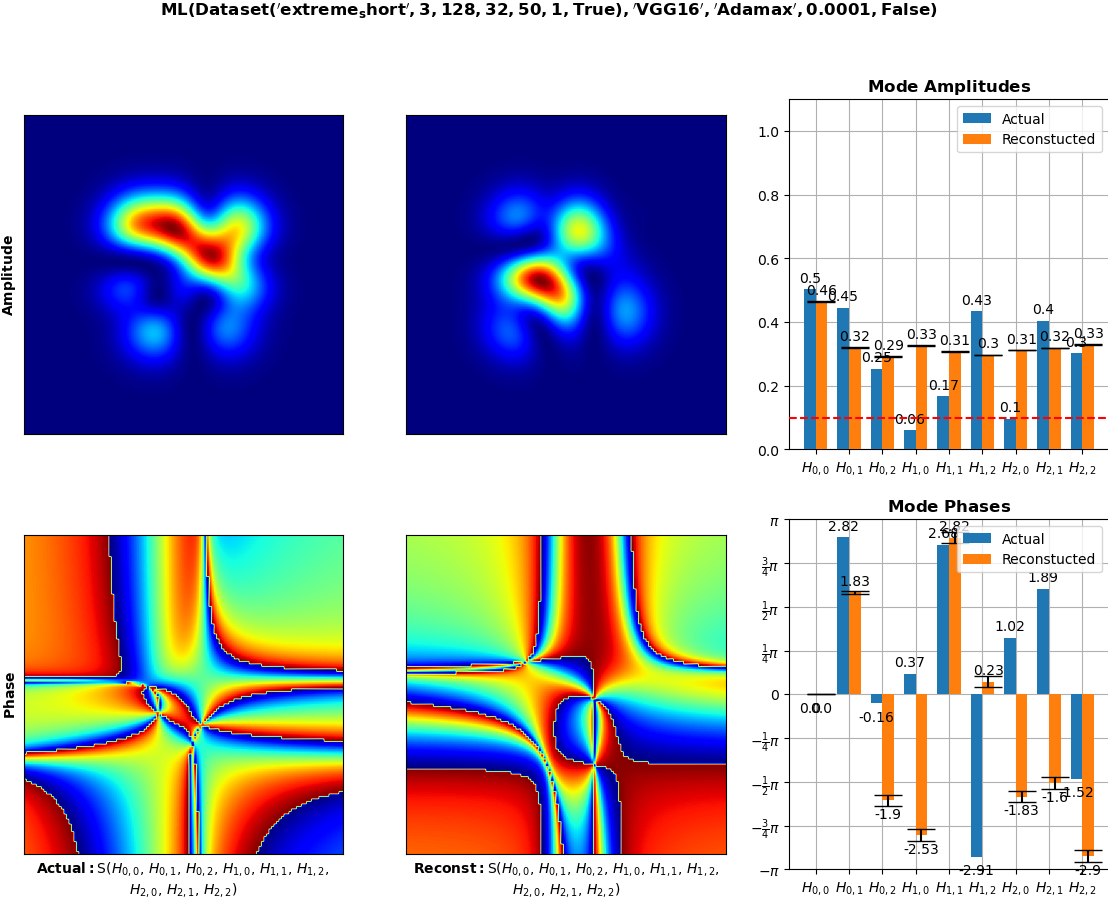 ML(Dataset('extreme_short', 3, 128, 32, 50, 1, True), 'VGG16', 'Adamax', 0.0001, False)
Amplitude
Mode Amplitudes
Actual
Reconstucted
1.0
0.8
0.6
0.4
0.2
0.0
0.5
0.46
0.45
0.32
0.25
0.29
0.06
0.33
0.17
0.31
0.43
0.3
0.1
0.31
0.4
0.32
0.3
0.33
H0,0 H0,1 H0,2 H1,0 H1,1 H1,2 H2,0 H2,1 H2,2
Phase
Actual: S(H0,0, H0,1, H0,2, H1,0, H1,1, H1,2,
H2,0, H2,1, H2,2)
Reconst: S(H0,0, H0,1, H0,2, H1,0, H1,1, H1,2,
H2,0, H2,1, H2,2)
Mode Phases
Actual
Reconstucted
π
3/4π
1/2π
1/4π
0
−1/4π
−1/2π
−3/4π
−π
0.0
0.0
2.82
1.83
-0.16
-1.9
0.37
-2.53
2.82
-2.91
0.23
1.02
-1.83
1.89
-1.6
-1.52
-2.9
H0,0 H0,1 H0,2 H1,0 H1,1 H1,2 H2,0 H2,1 H2,2